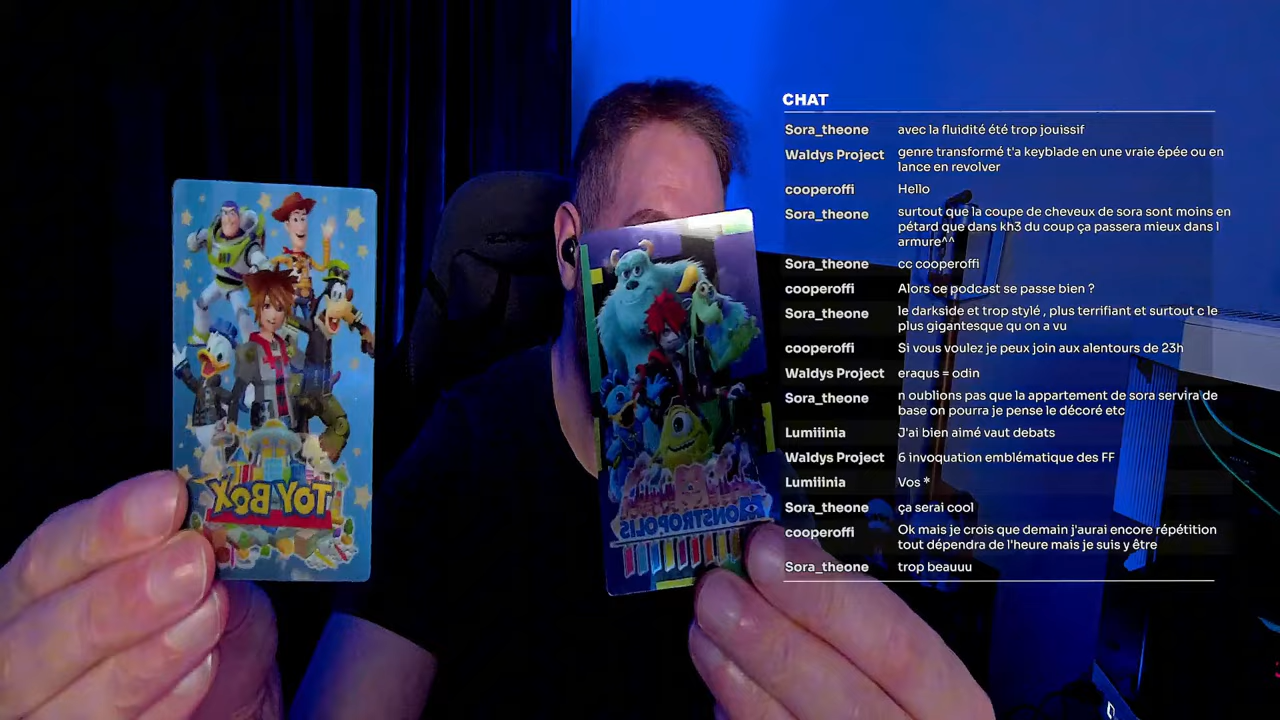 CHAT
Sora_theone avec la fluidité été trop jouissif
Waldys Project genre transformé t'a keyblade en une vraie épée ou en
lance en revolver
cooperoffi Hello
Sora_theone surtout que la coupe de cheveux de sora sont moins en
pétard que dans kh3 du coup ça passera mieux dans l
armure^^
Sora_theone cc cooperoffi
cooperoffi Alors ce podcast se passe bien ?
Sora_theone le darkside et trop stylé , plus terrifiant et surtout c le
plus gigantesque qu on a vu
cooperoffi Si vous voulez je peux join aux alentours de 23h
Waldys Project eraqus = odin
Sora_theone n oublions pas que la appartement de sora servira de
base on pourra je pense le décoré etc
Lumiiinia J'ai bien aimé vaut debats
Waldys Project 6 invoquation emblématique des FF
Lumiiinia Vos *
Sora_theone ça serai cool
cooperoffi Ok mais je crois que demain j'aurai encore répétition
tout dépendra de l'heure mais je suis y être
Sora_theone trop beauuu
TOY BOX
MONSTROPOLIS